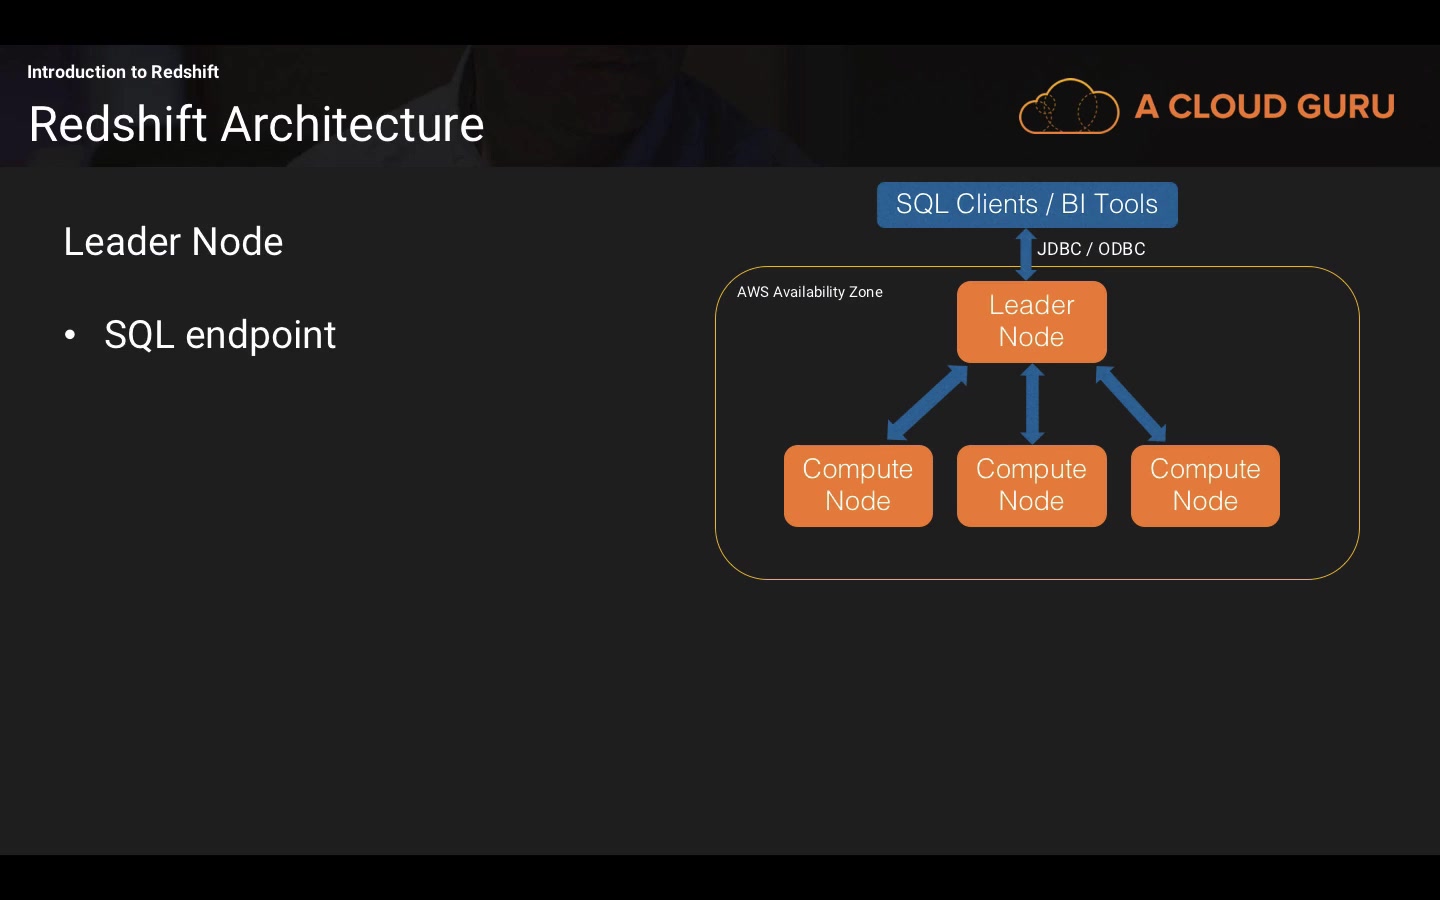 Introduction to Redshift
Redshift Architecture
A CLOUD GURU
Leader Node
• SQL endpoint
SQL Clients / BI Tools
JDBC / ODBC
AWS Availability Zone
Leader
Node
Compute
Node
Compute
Node
Compute
Node